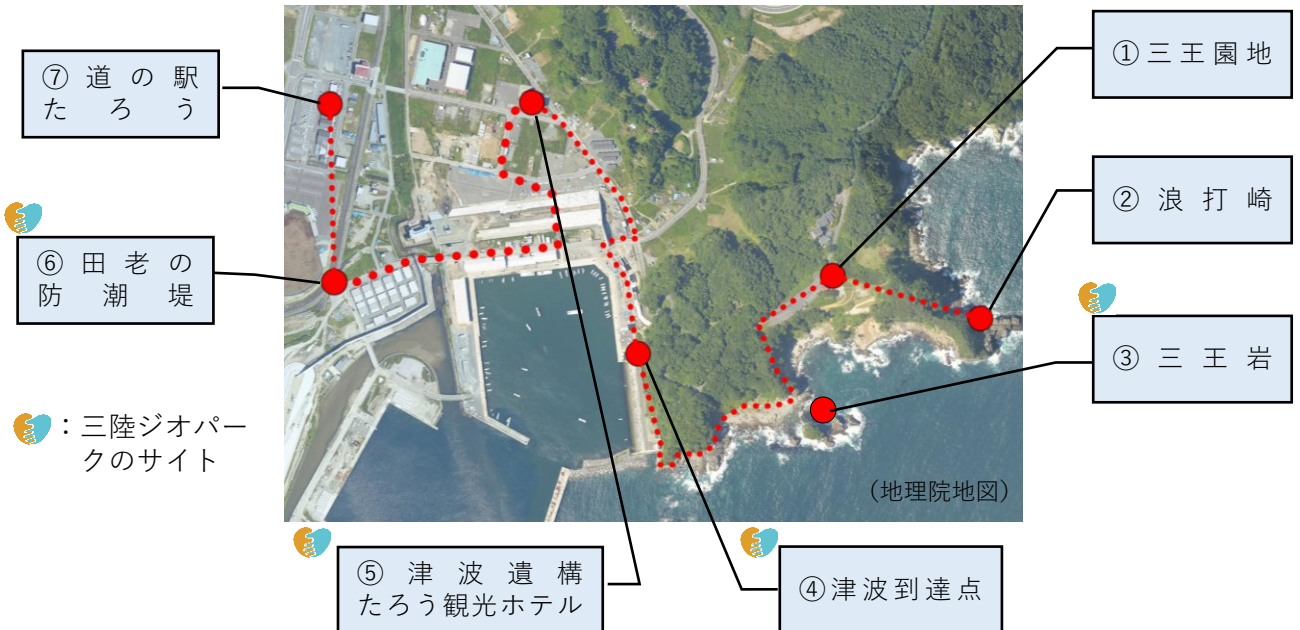 ①三王園地
② 浪打崎
③ 三王岩
④津波到達点
⑤ 津波遺構
たろう観光ホテル
⑥ 田老の
防潮堤
⑦ 道の駅
たろう
：三陸ジオパー
クのサイト
（地理院地図）